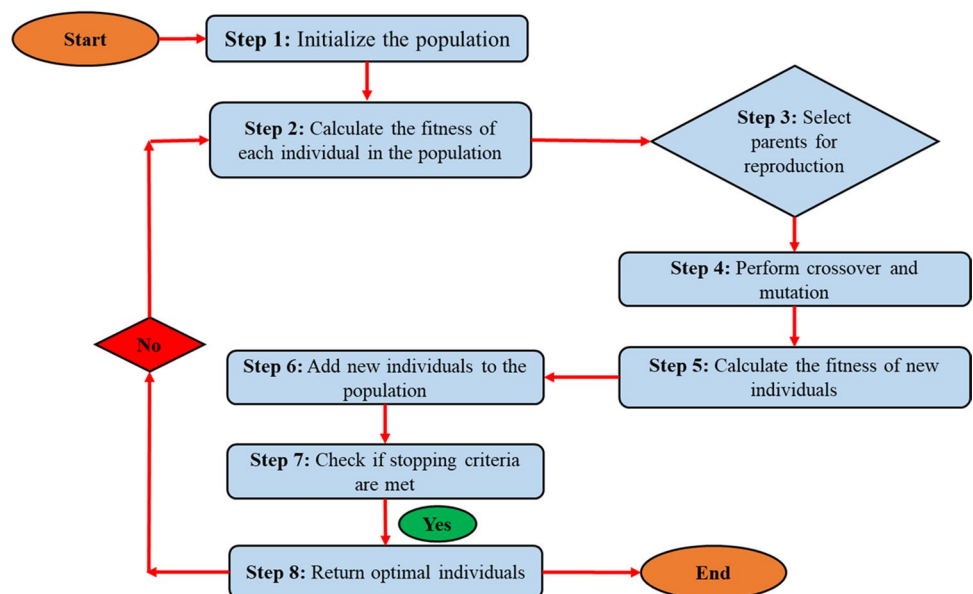 Start
Step 1: Initialize the population
Step 2: Calculate the fitness of
each individual in the population
Step 3: Select
parents for
reproduction
Step 4: Perform crossover and
mutation
Step 5: Calculate the fitness of new
individuals
Step 6: Add new individuals to the
population
Step 7: Check if stopping criteria
are met
Yes
No
Step 8: Return optimal individuals
End